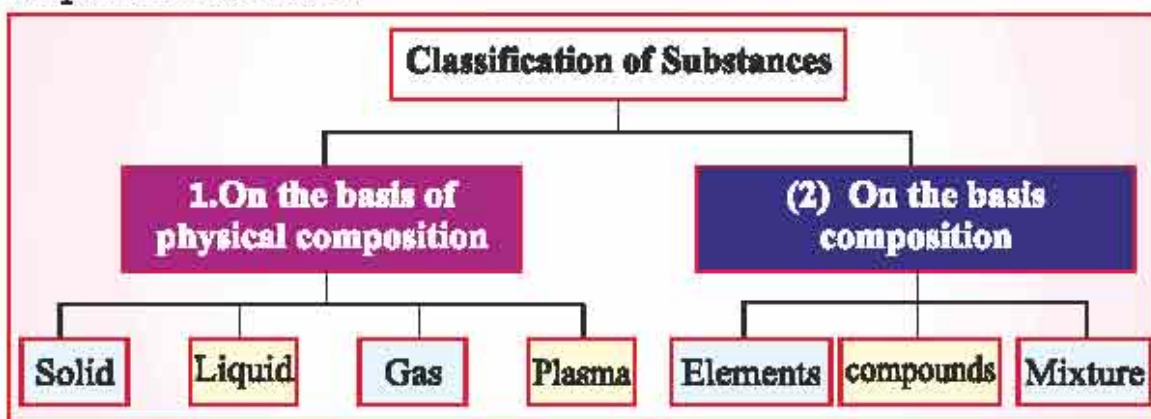 Classification of Substances
1.On the basis of
physical composition
(2) On the basis
composition
Solid
Liquid
Gas
Plasma
Elements
compounds
Mixture